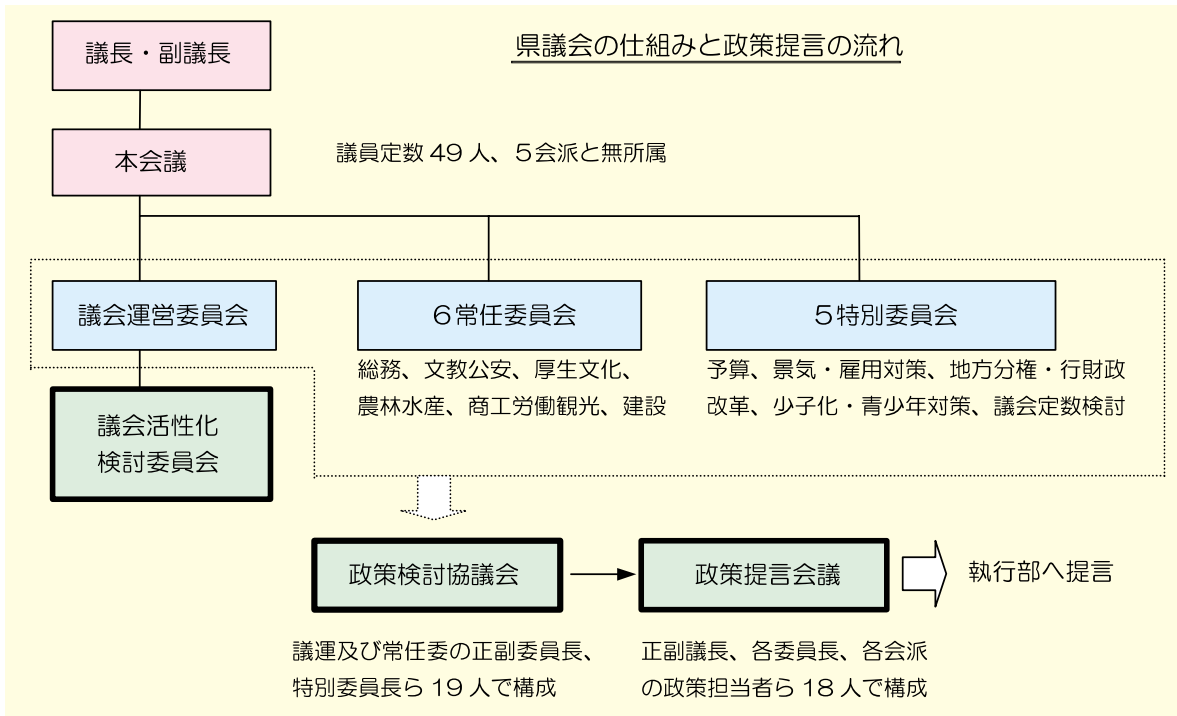 県議会の仕組みと政策提言の流れ
議長・副議長
本会議
議員定数 49 人、５会派と無所属
議会運営委員会
６常任委員会
総務、文教公安、厚生文化、
農林水産、商工労働観光、建設
５特別委員会
予算、景気・雇用対策、地方分権・行財政
改革、少子化・青少年対策、議会定数検討
議会活性化
検討委員会
政策検討協議会
議運及び常任委の正副委員長、
特別委員長ら 19 人で構成
政策提言会議
正副議長、各委員長、各会派
の政策担当者ら 18 人で構成
執行部へ提言